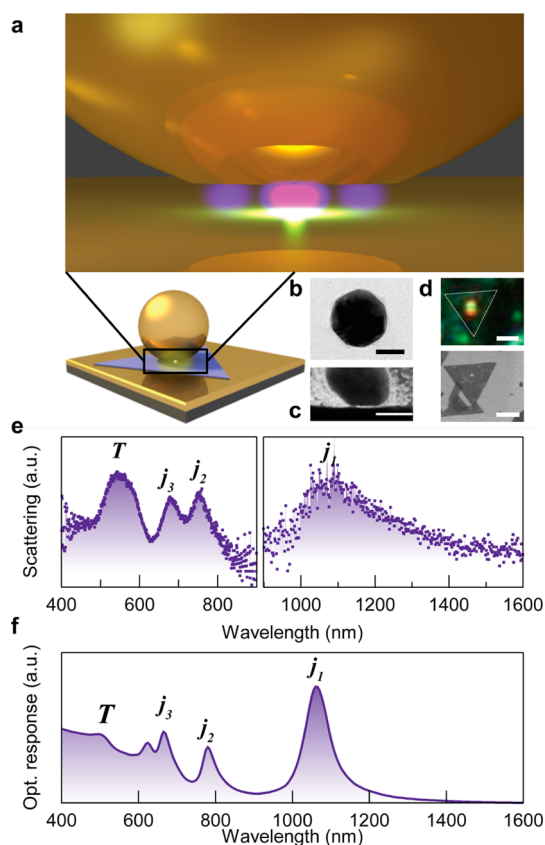 a
b
d
c
e
T
j3
j2
j1
Scattering (a.u.)
400 600 800 1000 1200 1400 1600
Wavelength (nm)
f
T
j3
j2
j1
Opt. response (a.u.)
400 600 800 1000 1200 1400 1600
Wavelength (nm)